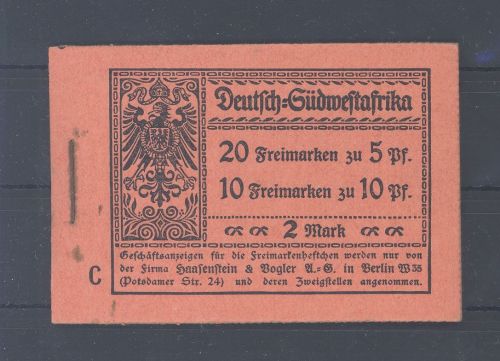 Deutsch-Südwestafrika
20 Freimarken zu 5 Pf.
10 Freimarken zu 10 Pf.
2 Mark
Geschäftsanzeigen für die Freimarkenheftchen werden nur von
der Firma Haasenstein & Vogler A.-G. in Berlin W35
(Potsdamer Str. 24) und deren Zweigstellen angenommen.
C